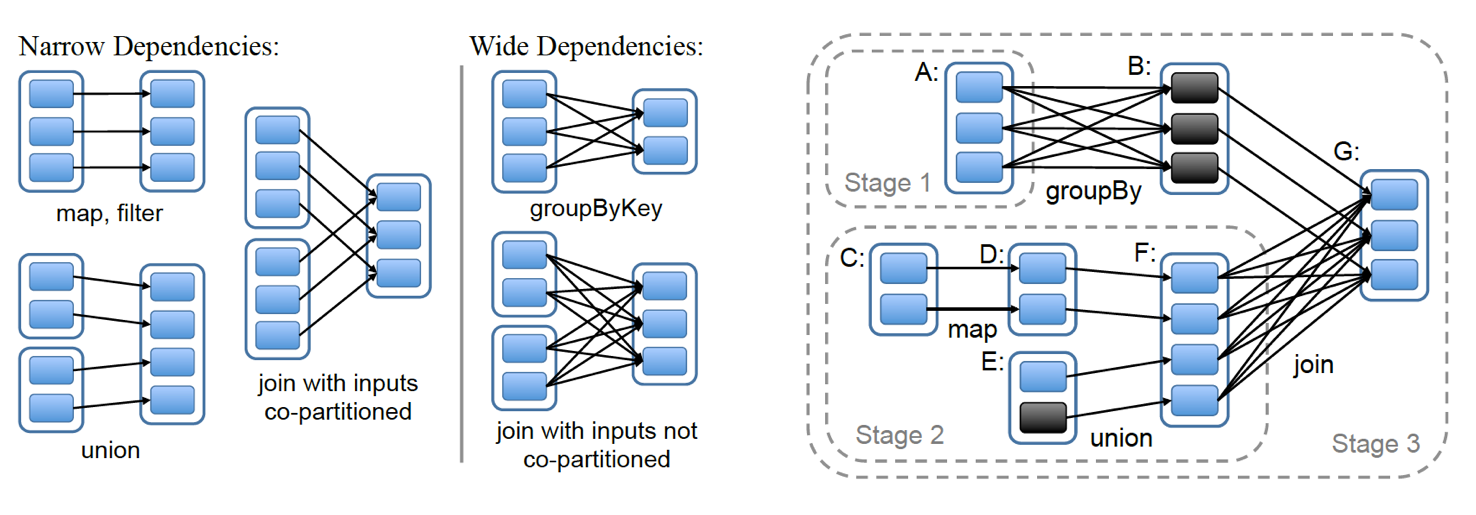 Narrow Dependencies:
map, filter
union
join with inputs
co-partitioned
Wide Dependencies:
groupByKey
join with inputs not
co-partitioned
A:
B:
Stage 1
groupBy
G:
C:
D:
F:
map
E:
join
Stage 2
union
Stage 3